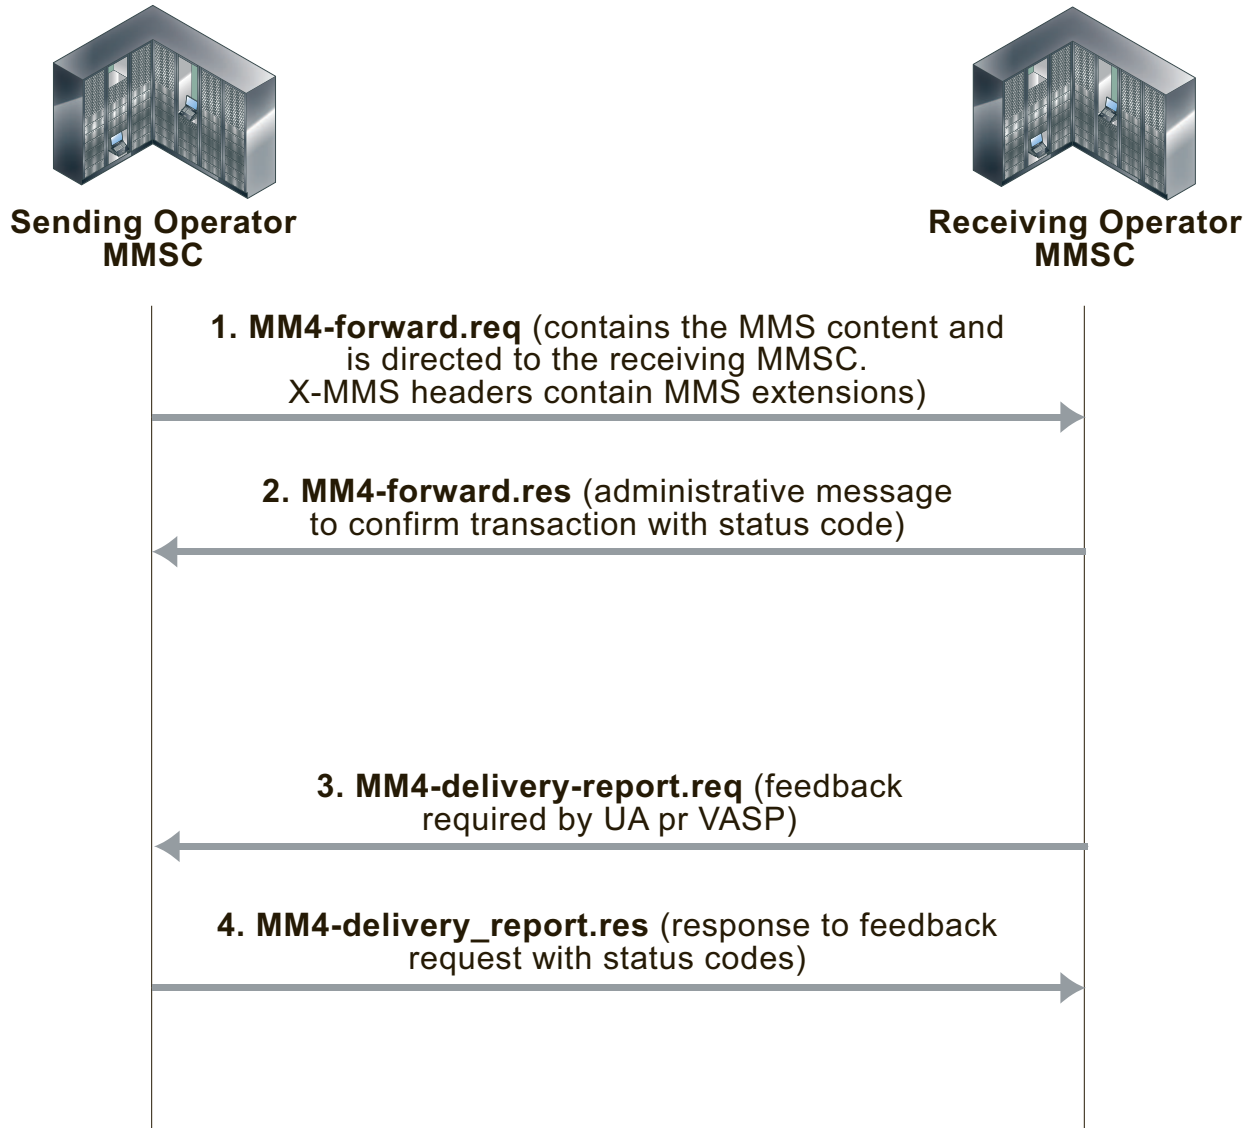 Sending Operator
MMSC
Receiving Operator
MMSC
1. MM4-forward.req (contains the MMS content and
is directed to the receiving MMSC.
X-MMS headers contain MMS extensions)
2. MM4-forward.res (administrative message
to confirm transaction with status code)
3. MM4-delivery-report.req (feedback
required by UA pr VASP)
4. MM4-delivery_report.res (response to feedback
request with status codes)